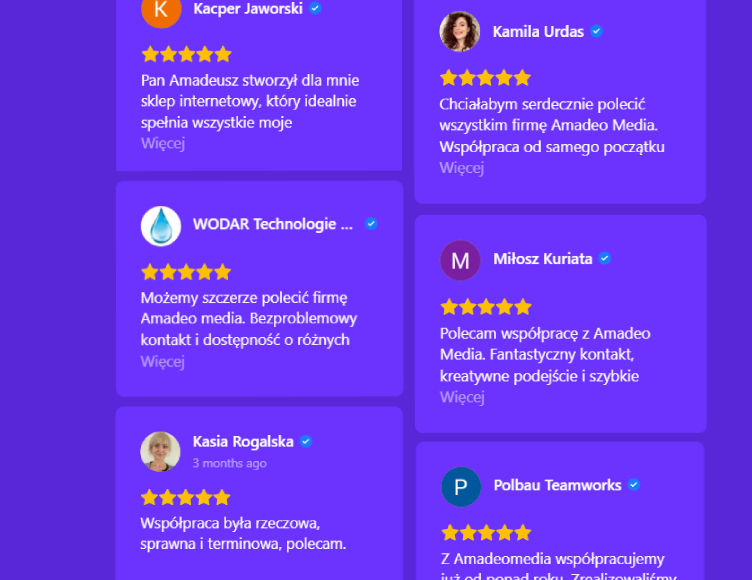 K
Kacper Jaworski
Pan Amadeusz stworzył dla mnie
sklep internetowy, który idealnie
spełnia wszystkie moje
Więcej
WODAR Technologie ...
Możemy szczerze polecić firmę
Amadeo media. Bezproblemowy
kontakt i dostępność o różnych
Więcej
Kasia Rogalska
3 months ago
Współpraca była rzeczowa,
sprawna i terminowa, polecam.
Kamila Urdas
Chciałabym serdecznie polecić
wszystkim firmę Amadeo Media.
Współpraca od samego początku
Więcej
M
Miłosz Kuriata
Polecam współpracę z Amadeo
Media. Fantastyczny kontakt,
kreatywne podejście i szybkie
Więcej
P
Polbau Teamworks
Z Amadeomedia współpracujemy
już od ponad roku. Zrealizowaliśmy